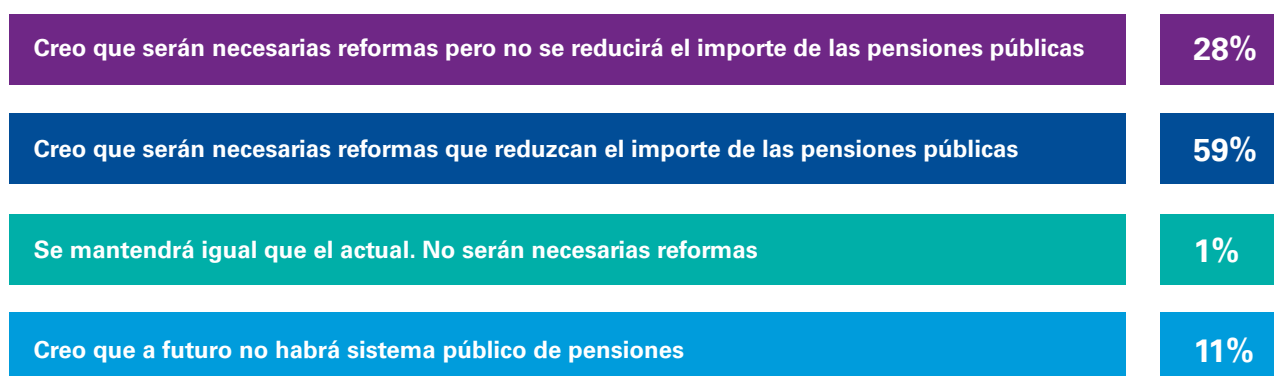 Creo que serán necesarias reformas pero no se reducirá el importe de las pensiones públicas 28%
Creo que serán necesarias reformas que reduzcan el importe de las pensiones públicas 59%
Se mantendrá igual que el actual. No serán necesarias reformas 1%
Creo que a futuro no habrá sistema público de pensiones 11%